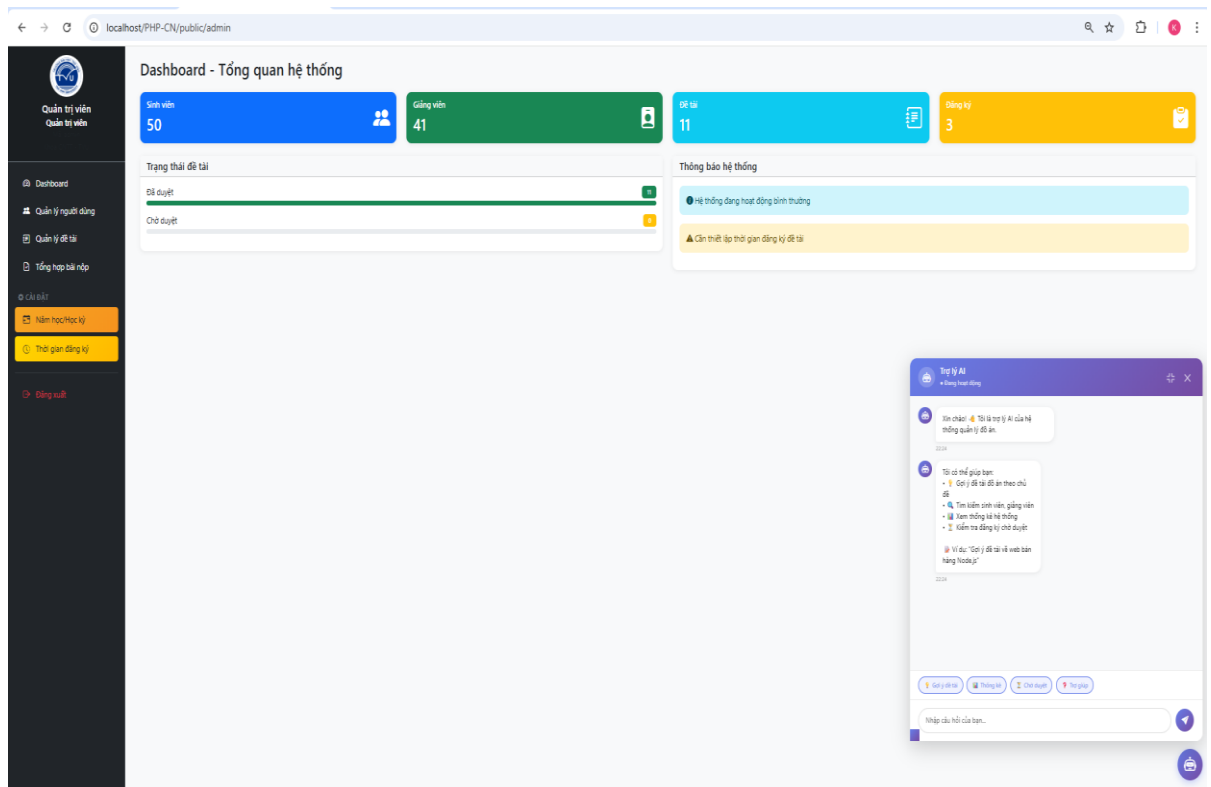 localhost/PHP-CN/public/admin
K
TVU
Quản trị viên
Quản trị viên
Dashboard
Quản lý người dùng
Quản lý đề tài
Tổng hợp bài nộp
CÀI ĐẶT
Năm học/Học kỳ
Thời gian đăng ký
Đăng xuất
Dashboard - Tổng quan hệ thống
Sinh viên
50
Giảng viên
41
Đề tài
11
Đăng ký
3
Trạng thái đề tài
Đã duyệt
11
Chờ duyệt
0
Thông báo hệ thống
Hệ thống đang hoạt động bình thường
Cần thiết lập thời gian đăng ký đề tài
Trợ lý AI
Đang hoạt động
Xin chào! 👋 Tôi là trợ lý AI của hệ
thống quản lý đồ án.
22:24
Tôi có thể giúp bạn:
• 💡 Gợi ý đề tài đồ án theo chủ
đề
• 🔍 Tìm kiếm sinh viên, giảng viên
• 📊 Xem thống kê hệ thống
• ⏳ Kiểm tra đăng ký chờ duyệt
Ví dụ: "Gợi ý đề tài về web bán
hàng Node.js"
22:24
💡 Gợi ý đề tài
📊 Thống kê
⏳ Chờ duyệt
❓ Trợ giúp
Nhập câu hỏi của bạn...